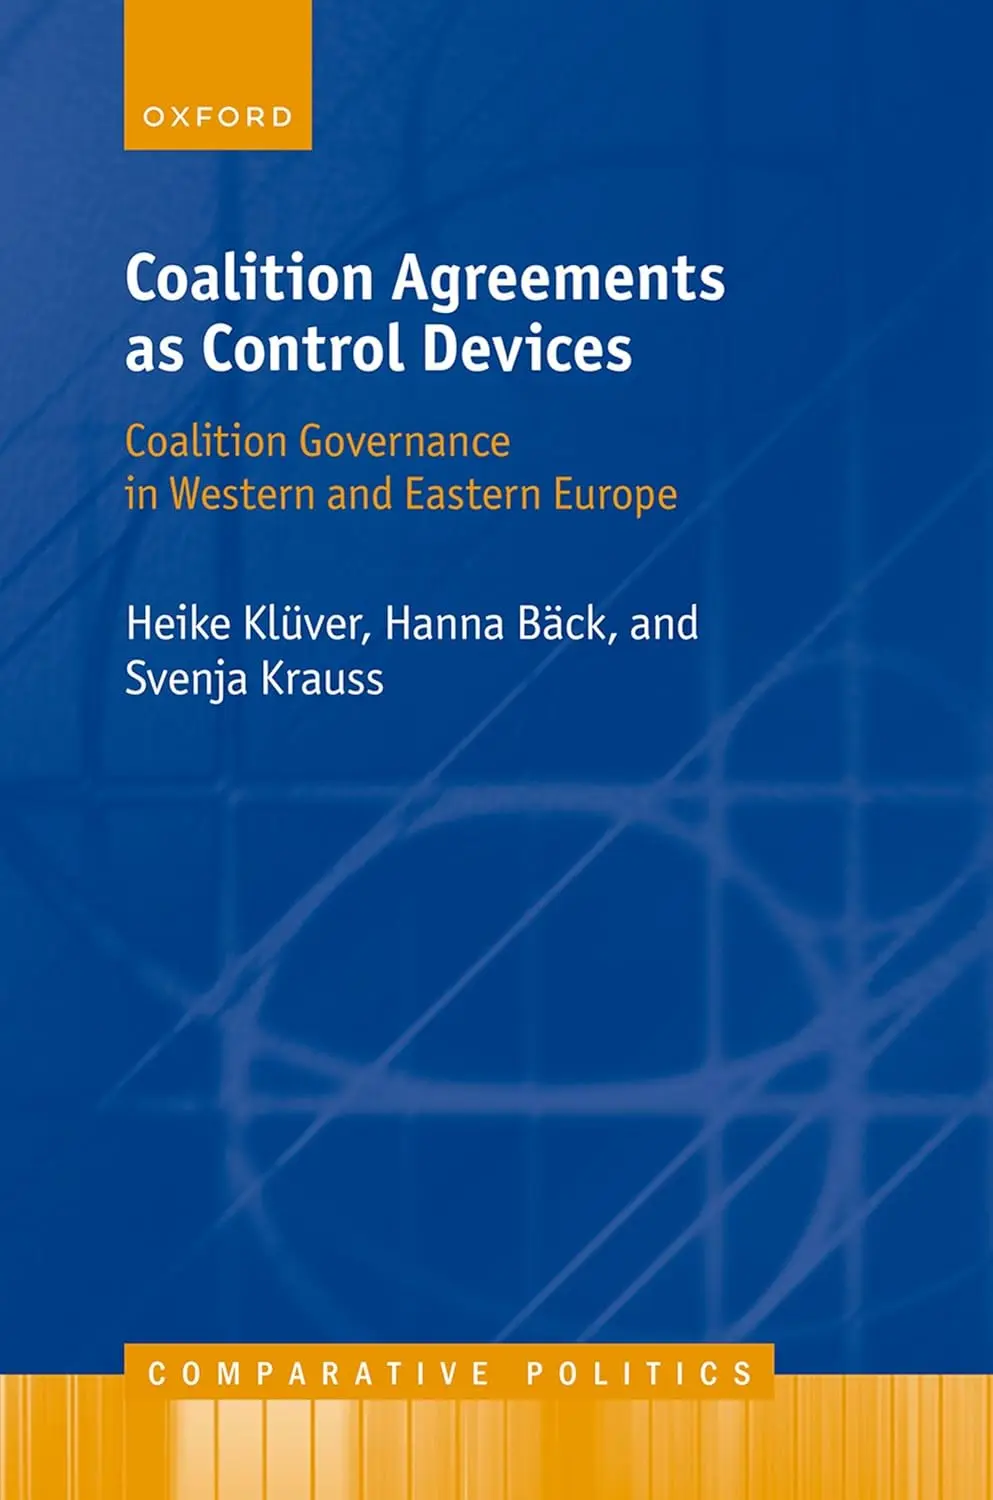 OXFORD
Coalition Agreements
as Control Devices
Coalition Governance
in Western and Eastern Europe
Heike Klüver, Hanna Bäck, and
Svenja Krauss
COMPARATIVE POLITICS